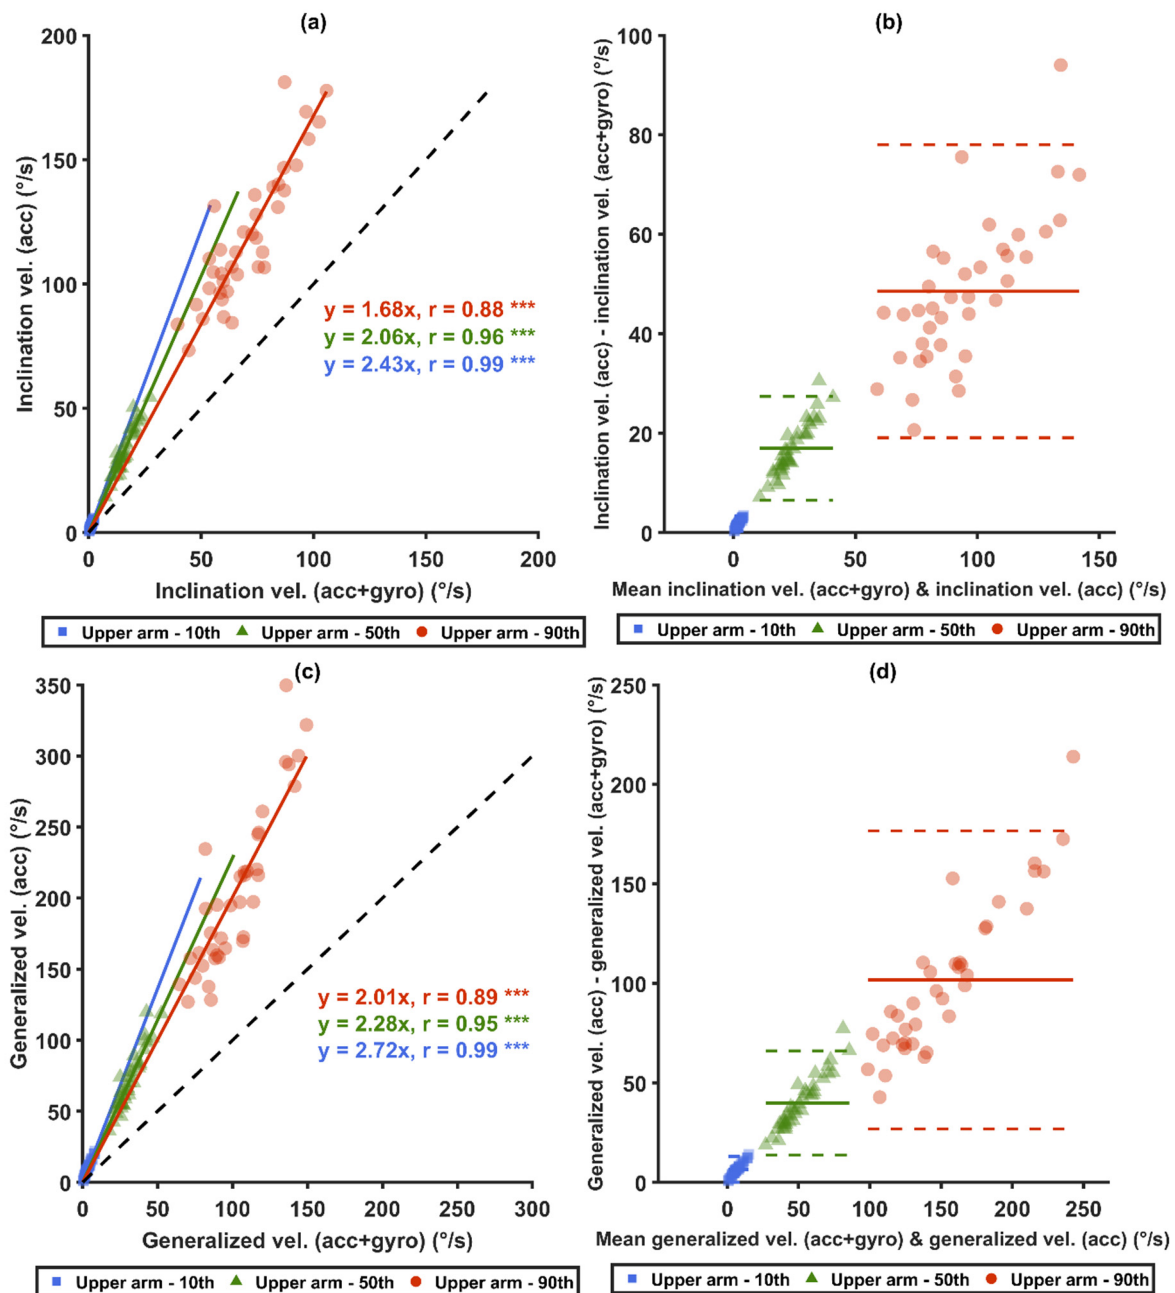 (a)
200
150
100
50
0
0 50 100 150 200
Inclination vel. (acc) (°/s)
Inclination vel. (acc+gyro) (°/s)
y = 1.68x, r = 0.88 ***
y = 2.06x, r = 0.96 ***
y = 2.43x, r = 0.99 ***
Upper arm - 10th Upper arm - 50th Upper arm - 90th
(b)
100
80
60
40
20
0
0 50 100 150
Inclination vel. (acc) - inclination vel. (acc+gyro) (°/s)
Mean inclination vel. (acc+gyro) & inclination vel. (acc) (°/s)
Upper arm - 10th Upper arm - 50th Upper arm - 90th
(c)
350
300
250
200
150
100
50
0
0 50 100 150 200 250 300
Generalized vel. (acc) (°/s)
Generalized vel. (acc+gyro) (°/s)
y = 2.01x, r = 0.89 ***
y = 2.28x, r = 0.95 ***
y = 2.72x, r = 0.99 ***
Upper arm - 10th Upper arm - 50th Upper arm - 90th
(d)
250
200
150
100
50
0
0 50 100 150 200 250
Generalized vel. (acc) - generalized vel. (acc+gyro) (°/s)
Mean generalized vel. (acc+gyro) & generalized vel. (acc) (°/s)
Upper arm - 10th Upper arm - 50th Upper arm - 90th